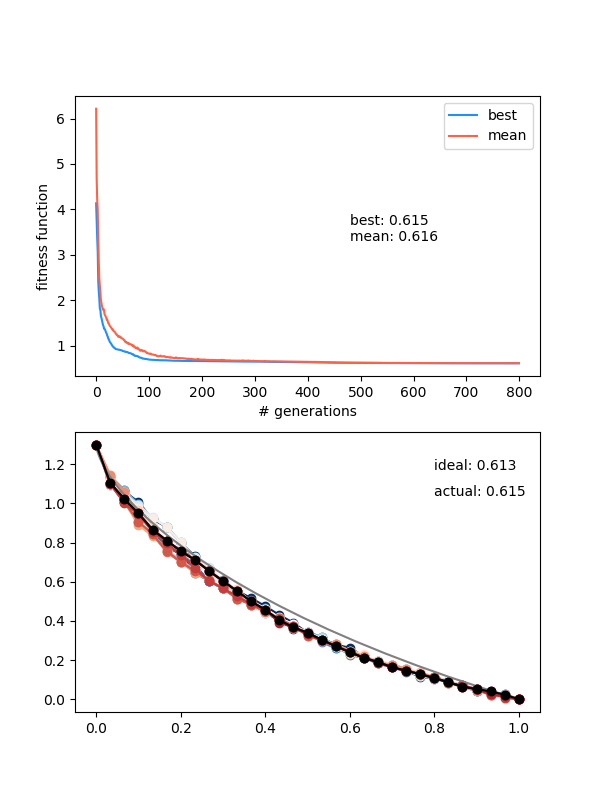 6
5
4
3
2
1
fitness function
best
mean
best: 0.615
mean: 0.616
0 100 200 300 400 500 600 700 800
# generations
1.2
1.0
0.8
0.6
0.4
0.2
0.0
ideal: 0.613
actual: 0.615
0.0 0.2 0.4 0.6 0.8 1.0